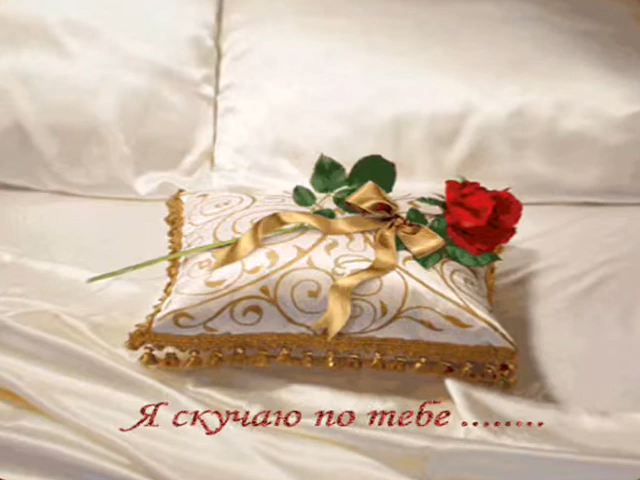 Я скучаю по тебе ........